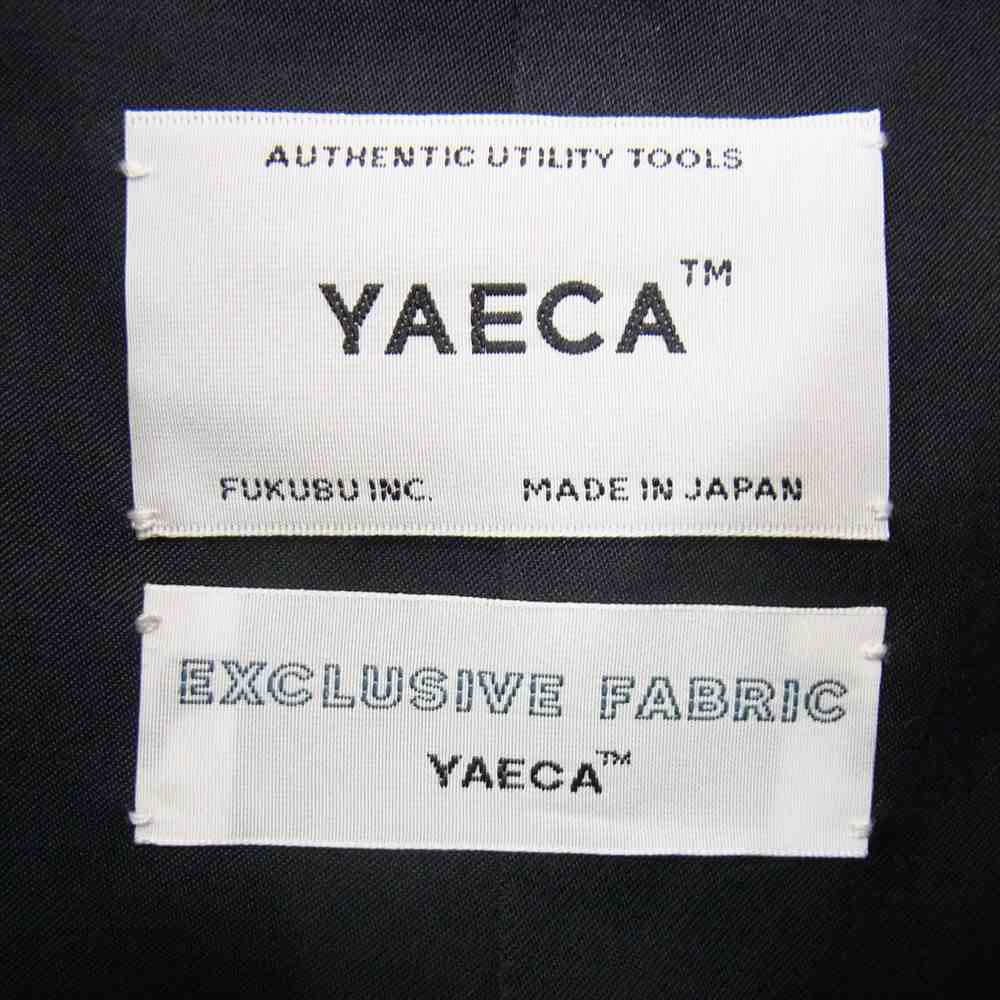 AUTHENTIC UTILITY TOOLS
YAECA™
FUKUBU INC. MADE IN JAPAN
EXCLUSIVE FABRIC
YAECA™